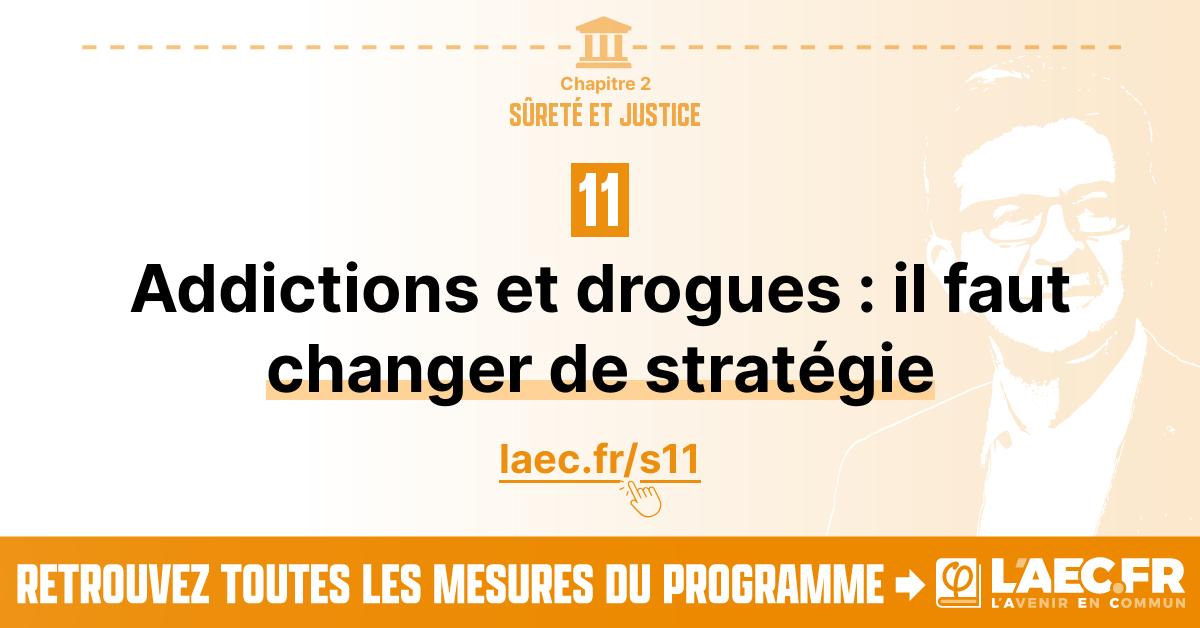 Chapitre 2
SÛRETÉ ET JUSTICE
11
Addictions et drogues : il faut
changer de stratégie
laec.fr/s11
RETROUVEZ TOUTES LES MESURES DU PROGRAMME
φ L'AEC.FR
L'AVENIR EN COMMUN